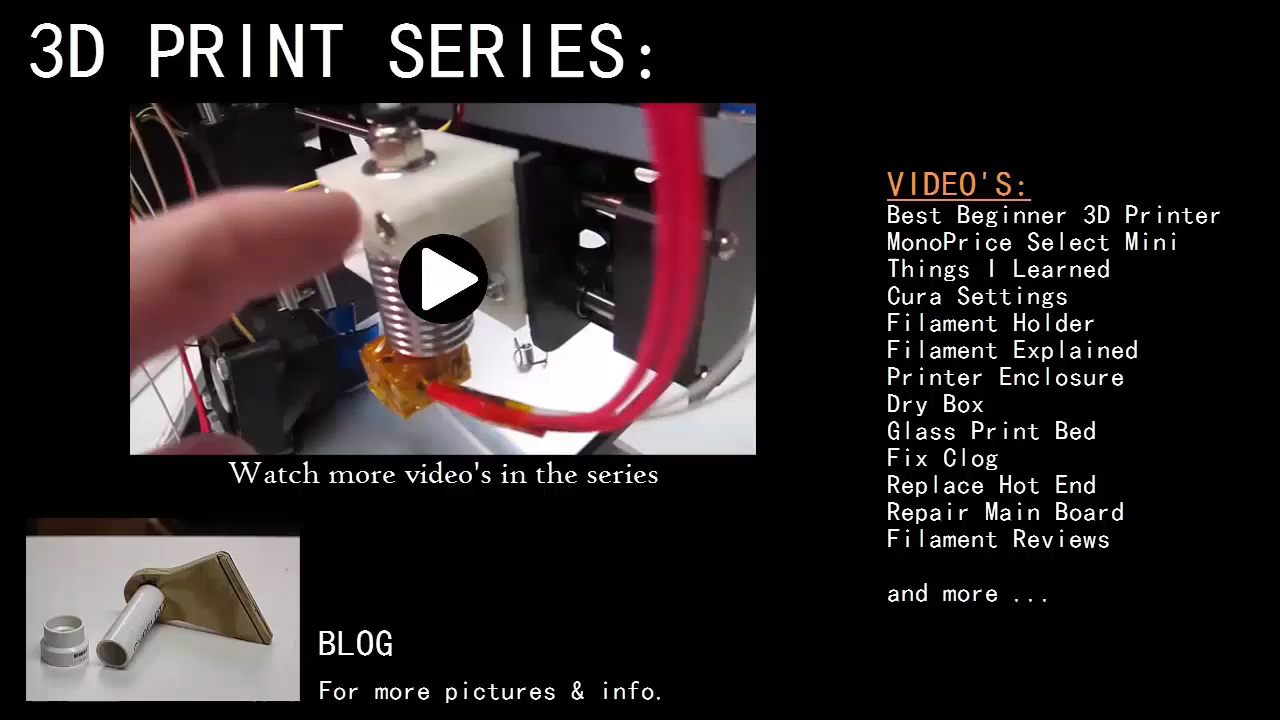 3D PRINT SERIES:
Watch more video's in the series
VIDEO'S:
Best Beginner 3D Printer
MonoPrice Select Mini
Things I Learned
Cura Settings
Filament Holder
Filament Explained
Printer Enclosure
Dry Box
Glass Print Bed
Fix Clog
Replace Hot End
Repair Main Board
Filament Reviews
and more ...
BLOG
For more pictures & info.